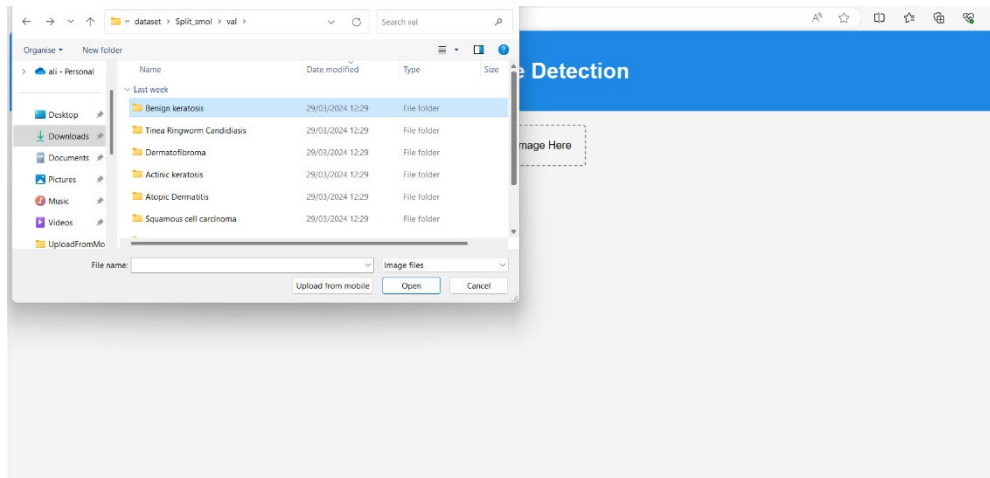 « dataset > Split_smol > val >
Search val
Organise
New folder
e Detection
ali - Personal
Name
Date modified
Type
Size
Last week
Desktop
Benign keratosis
29/03/2024 12:29
File folder
mage Here
Downloads
Tinea Ringworm Candidiasis
29/03/2024 12:29
File folder
Documents
Dermatofibroma
29/03/2024 12:29
File folder
Pictures
Actinic keratosis
29/03/2024 12:29
File folder
Music
Atopic Dermatitis
29/03/2024 12:29
File folder
Videos
Squamous cell carcinoma
29/03/2024 12:29
File folder
UploadFromMo
File name:
Image files
Upload from mobile
Open
Cancel